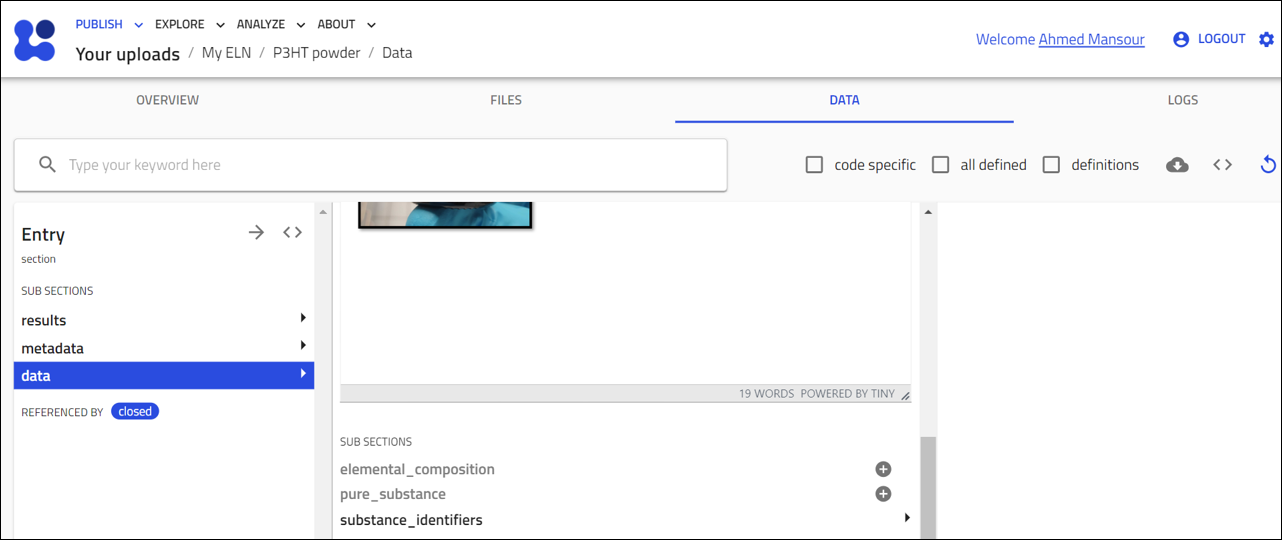 PUBLISH EXPLORE ANALYZE ABOUT
Your uploads / My ELN / P3HT powder / Data
Welcome Ahmed Mansour LOGOUT
OVERVIEW FILES DATA LOGS
Type your keyword here
code specific all defined definitions
Entry
section
SUB SECTIONS
results
metadata
data
REFERENCED BY closed
19 WORDS POWERED BY TINY
SUB SECTIONS
elemental_composition
pure_substance
substance_identifiers